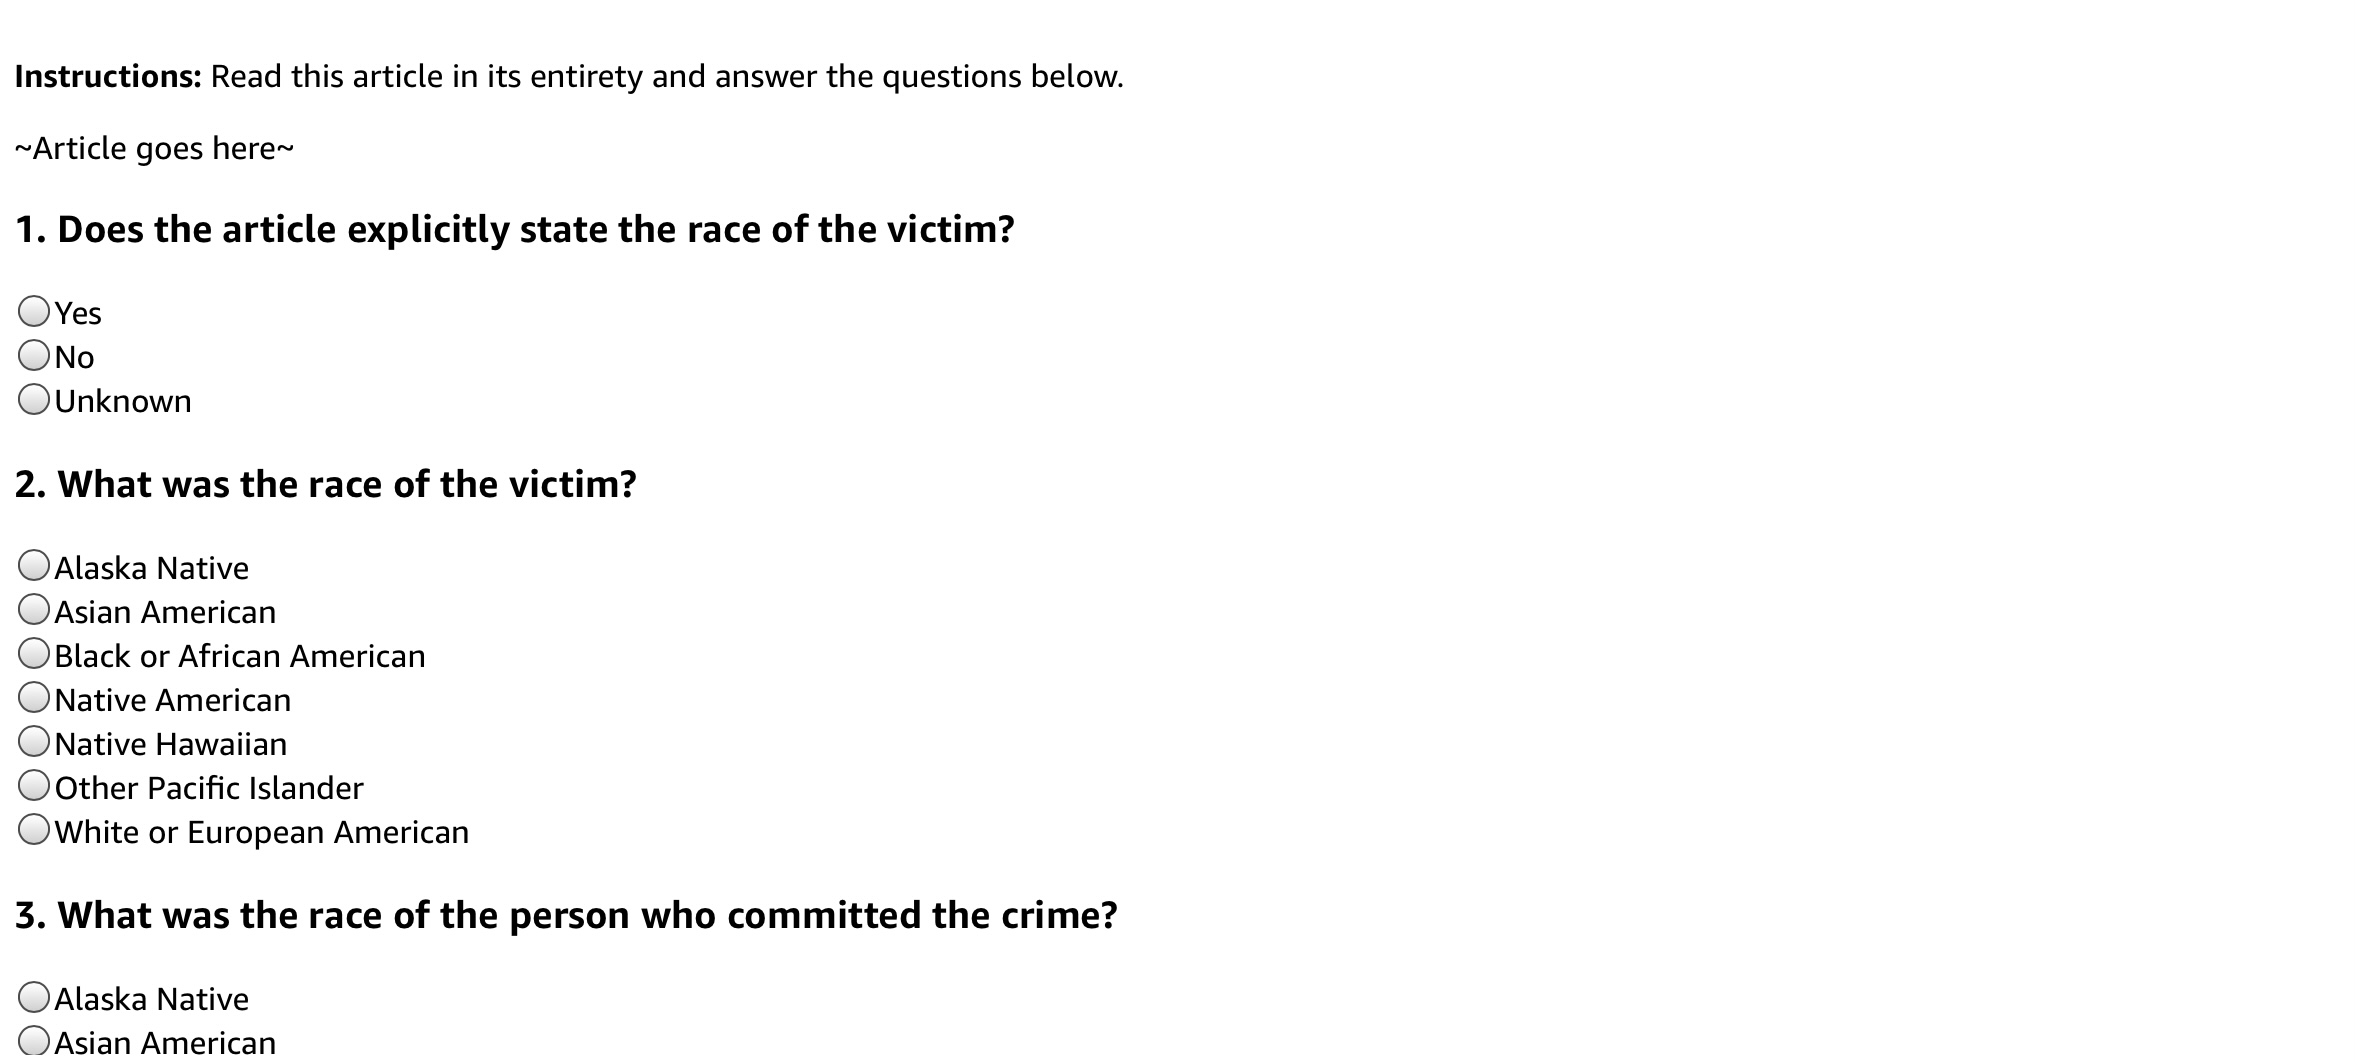 Instructions: Read this article in its entirety and answer the questions below.
~Article goes here~
1. Does the article explicitly state the race of the victim?
Yes
No
Unknown
2. What was the race of the victim?
Alaska Native
Asian American
Black or African American
Native American
Native Hawaiian
Other Pacific Islander
White or European American
3. What was the race of the person who committed the crime?
Alaska Native
Asian American